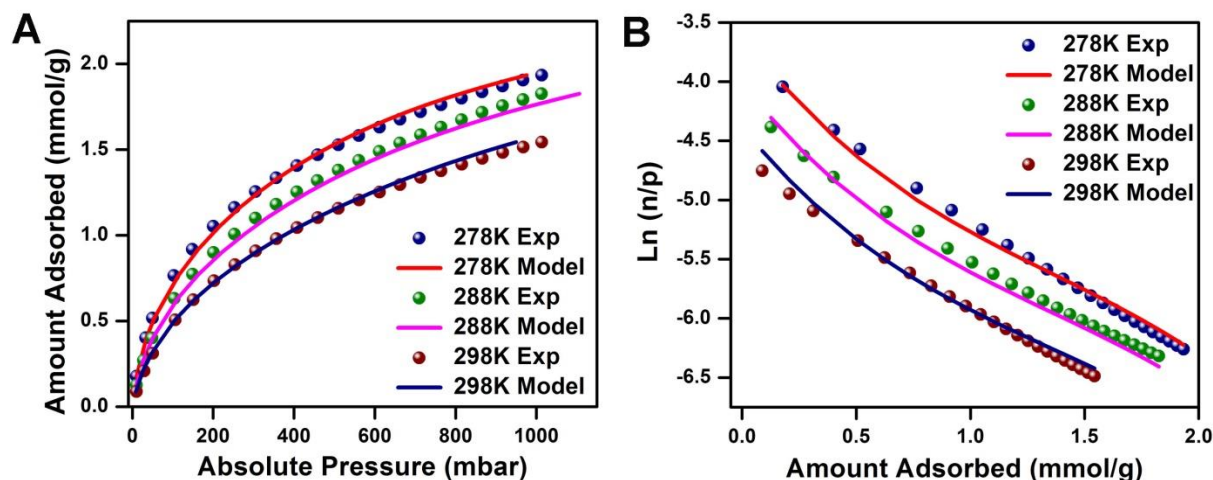 A
Amount Adsorbed (mmol/g)
2.0
1.5
1.0
0.5
0.0
0
200
400
600
800
1000
Absolute Pressure (mbar)
278K Exp
278K Model
288K Exp
288K Model
298K Exp
298K Model
B
Ln (n/p)
-3.5
-4.0
-4.5
-5.0
-5.5
-6.0
-6.5
0.0
0.5
1.0
1.5
2.0
Amount Adsorbed (mmol/g)
278K Exp
278K Model
288K Exp
288K Model
298K Exp
298K Model